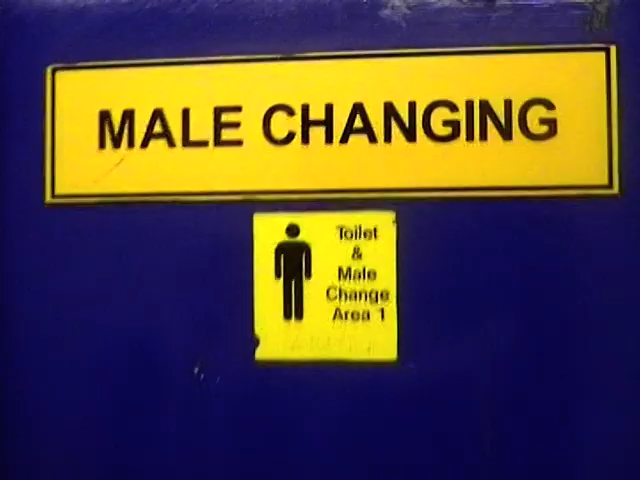 MALE CHANGING
Toilet
&
Male
Change
Area 1